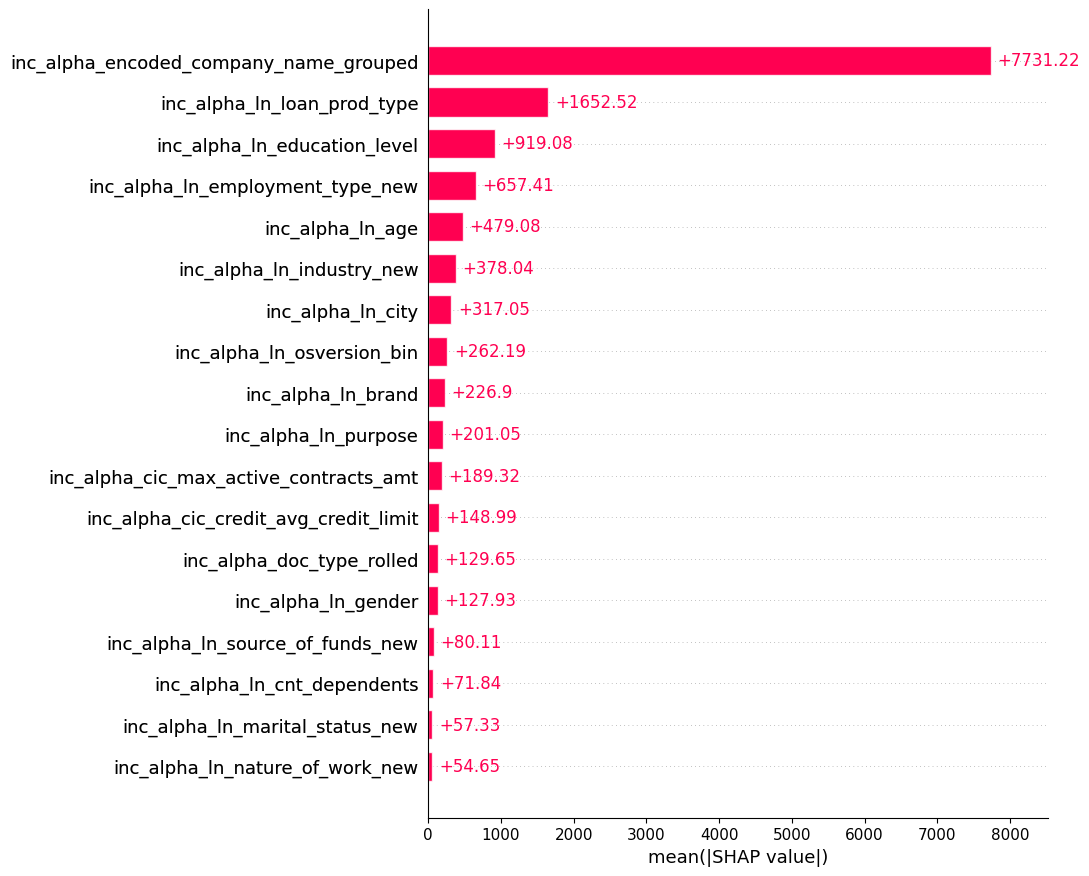 inc_alpha_encoded_company_name_grouped +7731.22
inc_alpha_ln_loan_prod_type +1652.52
inc_alpha_ln_education_level +919.08
inc_alpha_ln_employment_type_new +657.41
inc_alpha_ln_age +479.08
inc_alpha_ln_industry_new +378.04
inc_alpha_ln_city +317.05
inc_alpha_ln_osversion_bin +262.19
inc_alpha_ln_brand +226.9
inc_alpha_ln_purpose +201.05
inc_alpha_cic_max_active_contracts_amt +189.32
inc_alpha_cic_credit_avg_credit_limit +148.99
inc_alpha_doc_type_rolled +129.65
inc_alpha_ln_gender +127.93
inc_alpha_ln_source_of_funds_new +80.11
inc_alpha_ln_cnt_dependents +71.84
inc_alpha_ln_marital_status_new +57.33
inc_alpha_ln_nature_of_work_new +54.65
0 1000 2000 3000 4000 5000 6000 7000 8000
mean(|SHAP value|)